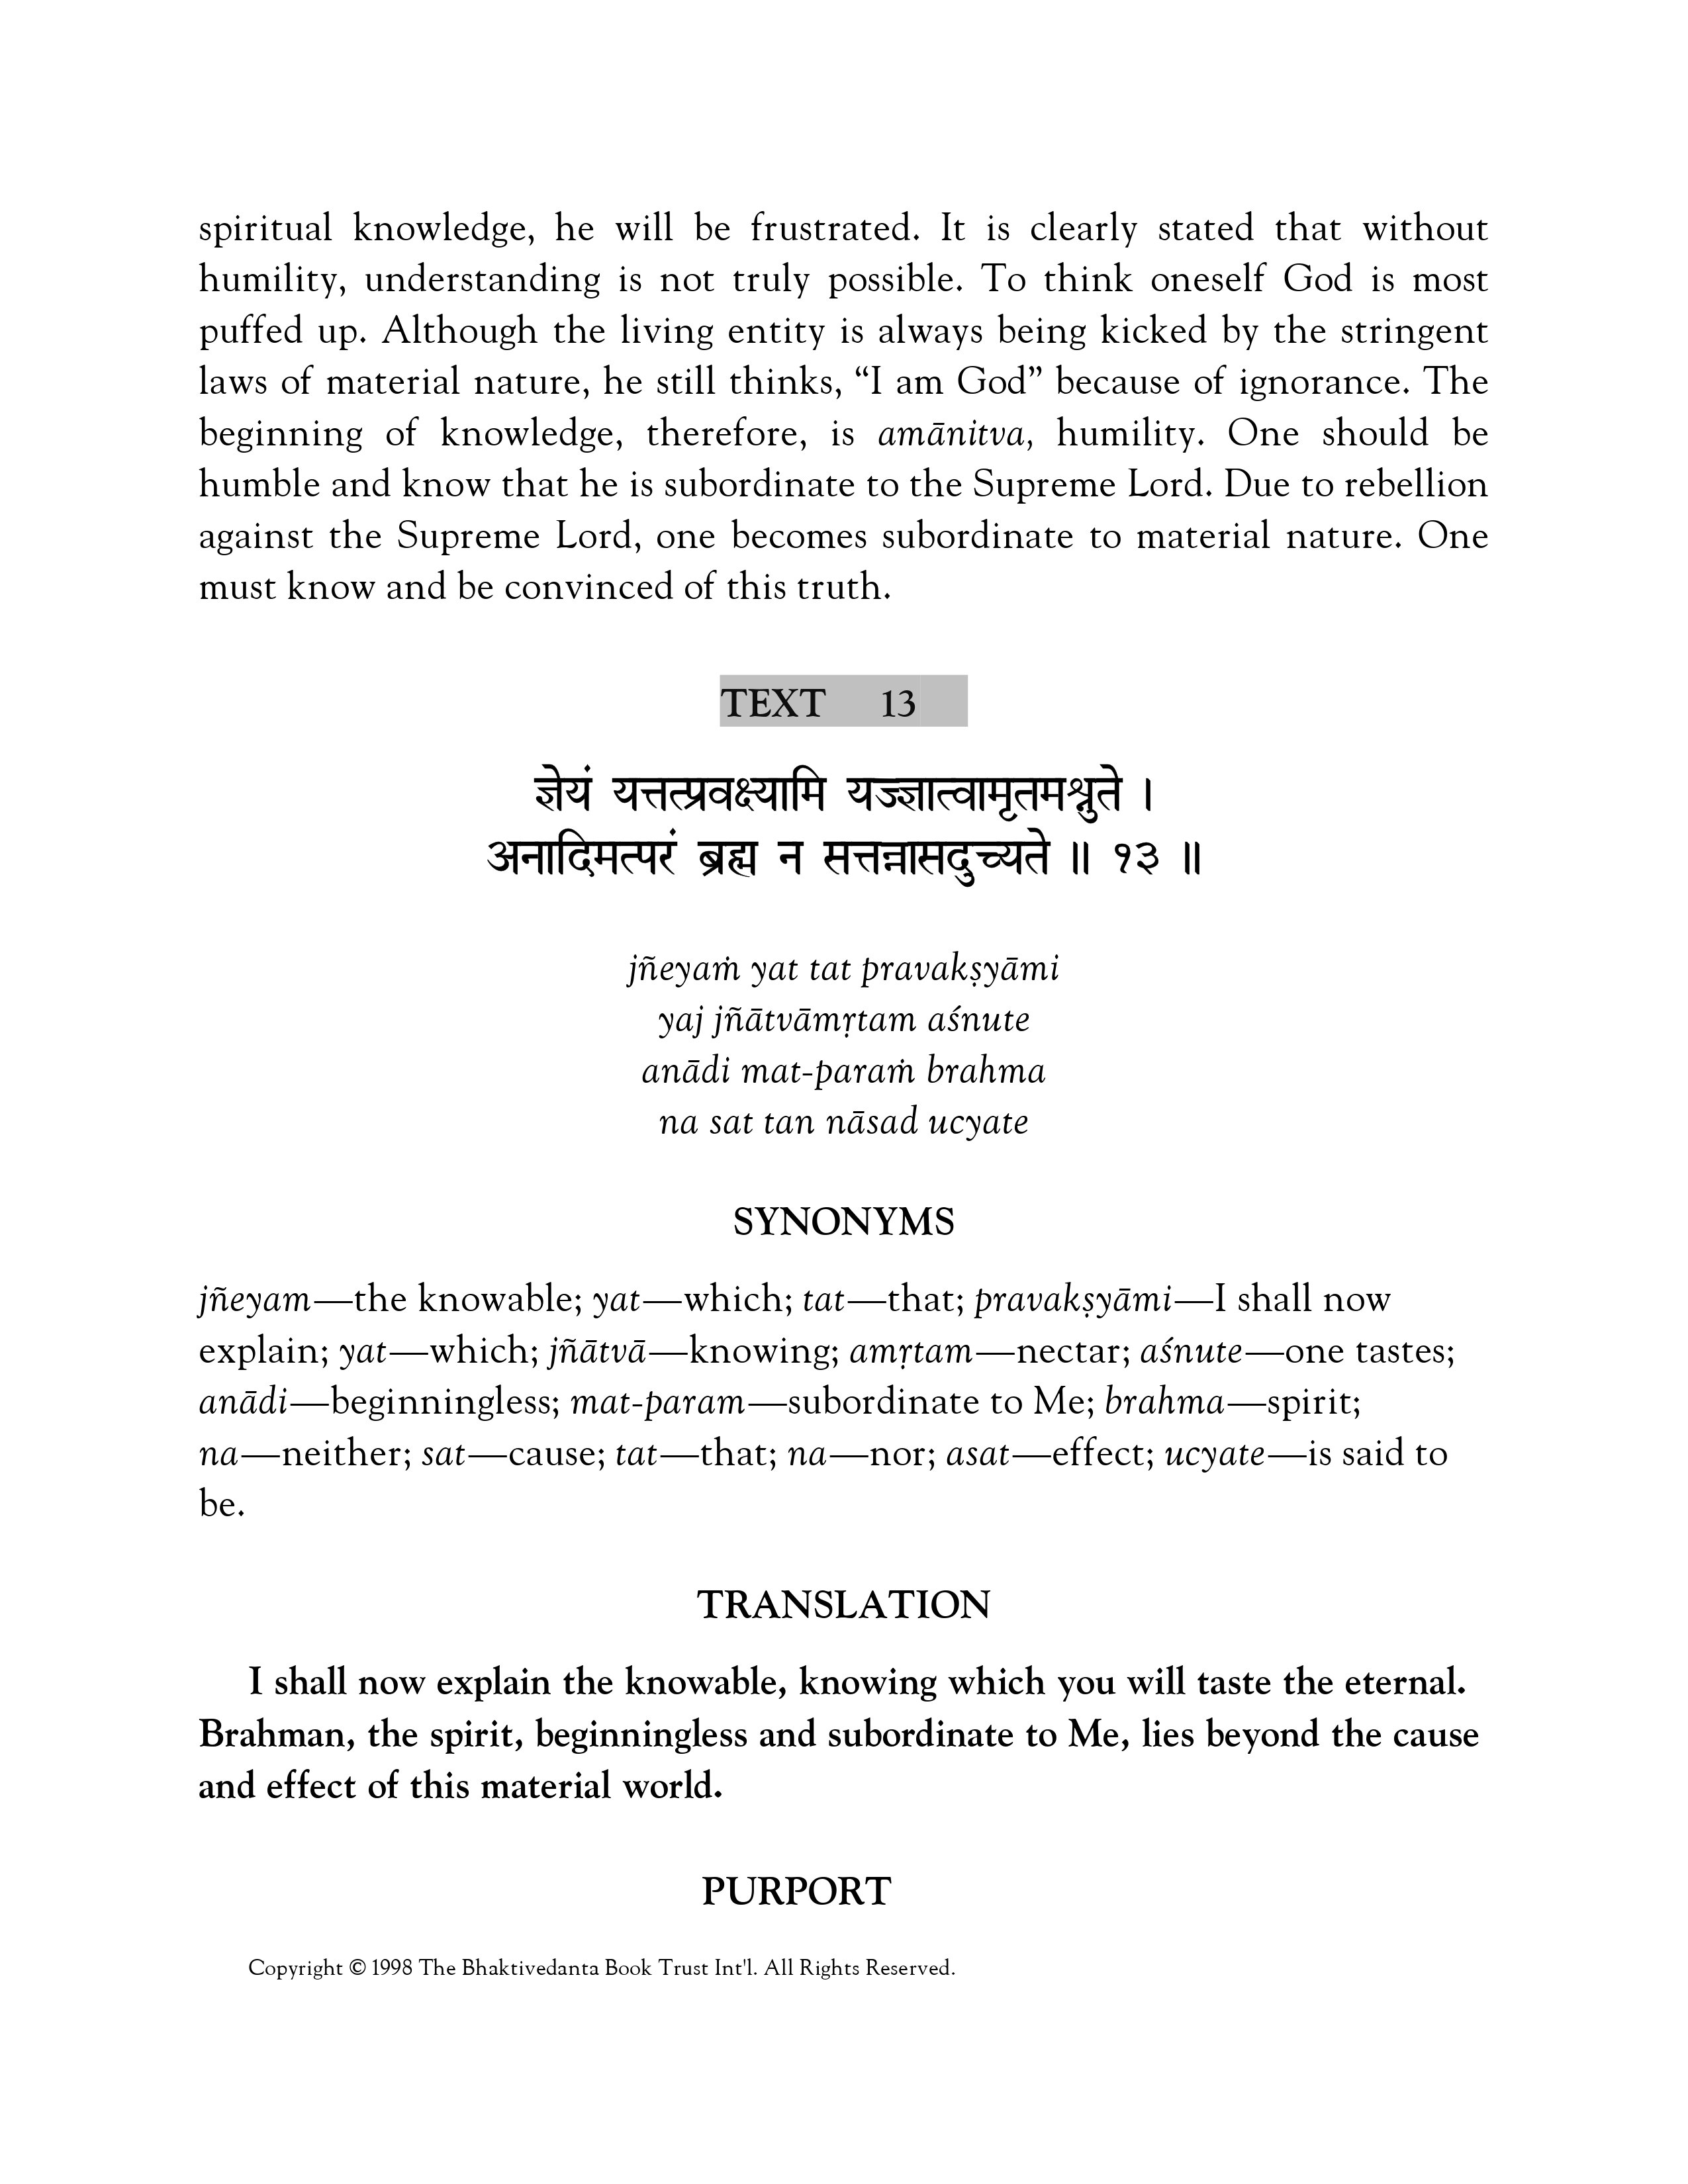 spiritual knowledge, he will be frustrated. It is clearly stated that without
humility, understanding is not truly possible. To think oneself God is most
puffed up. Although the living entity is always being kicked by the stringent
laws of material nature, he still thinks, “I am God” because of ignorance. The
beginning of knowledge, therefore, is amānitva, humility. One should be
humble and know that he is subordinate to the Supreme Lord. Due to rebellion
against the Supreme Lord, one becomes subordinate to material nature. One
must know and be convinced of this truth.
TEXT 13
ज्ञेयं यत्तत्प्रवक्ष्यामि यज्ज्ञात्वामृतमश्नुते ।
अनादिमत्परं ब्रह्म न सत्तन्नासदुच्यते ॥ १३ ॥
jñeyaṁ yat tat pravakṣyāmi
yaj jñātvāmṛtam aśnute
anādi mat-paraṁ brahma
na sat tan nāsad ucyate
SYNONYMS
jñeyam—the knowable; yat—which; tat—that; pravakṣyāmi—I shall now
explain; yat—which; jñātvā—knowing; amṛtam—nectar; aśnute—one tastes;
anādi—beginningless; mat-param—subordinate to Me; brahma—spirit;
na—neither; sat—cause; tat—that; na—nor; asat—effect; ucyate—is said to
be.
TRANSLATION
I shall now explain the knowable, knowing which you will taste the eternal.
Brahman, the spirit, beginningless and subordinate to Me, lies beyond the cause
and effect of this material world.
PURPORT
Copyright © 1998 The Bhaktivedanta Book Trust Int'l. All Rights Reserved.